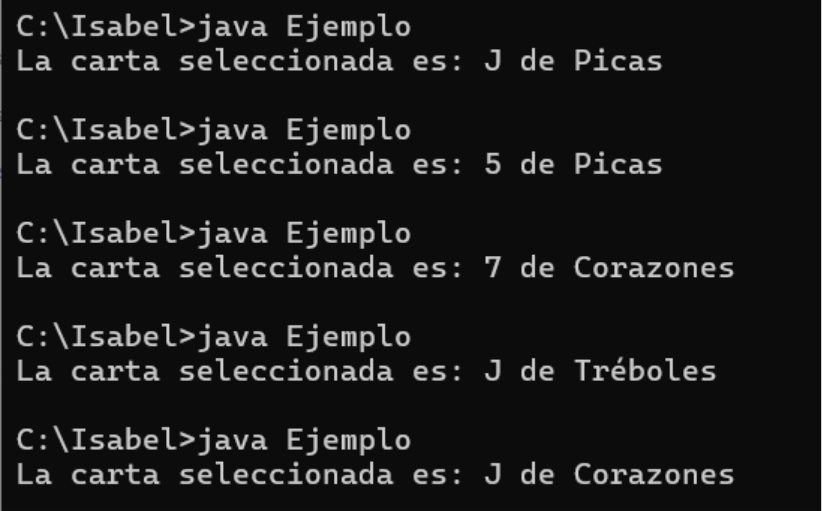 C:\Isabel>java Ejemplo
La carta seleccionada es: J de Picas
C:\Isabel>java Ejemplo
La carta seleccionada es: 5 de Picas
C:\Isabel>java Ejemplo
La carta seleccionada es: 7 de Corazones
C:\Isabel>java Ejemplo
La carta seleccionada es: J de Tréboles
C:\Isabel>java Ejemplo
La carta seleccionada es: J de Corazones